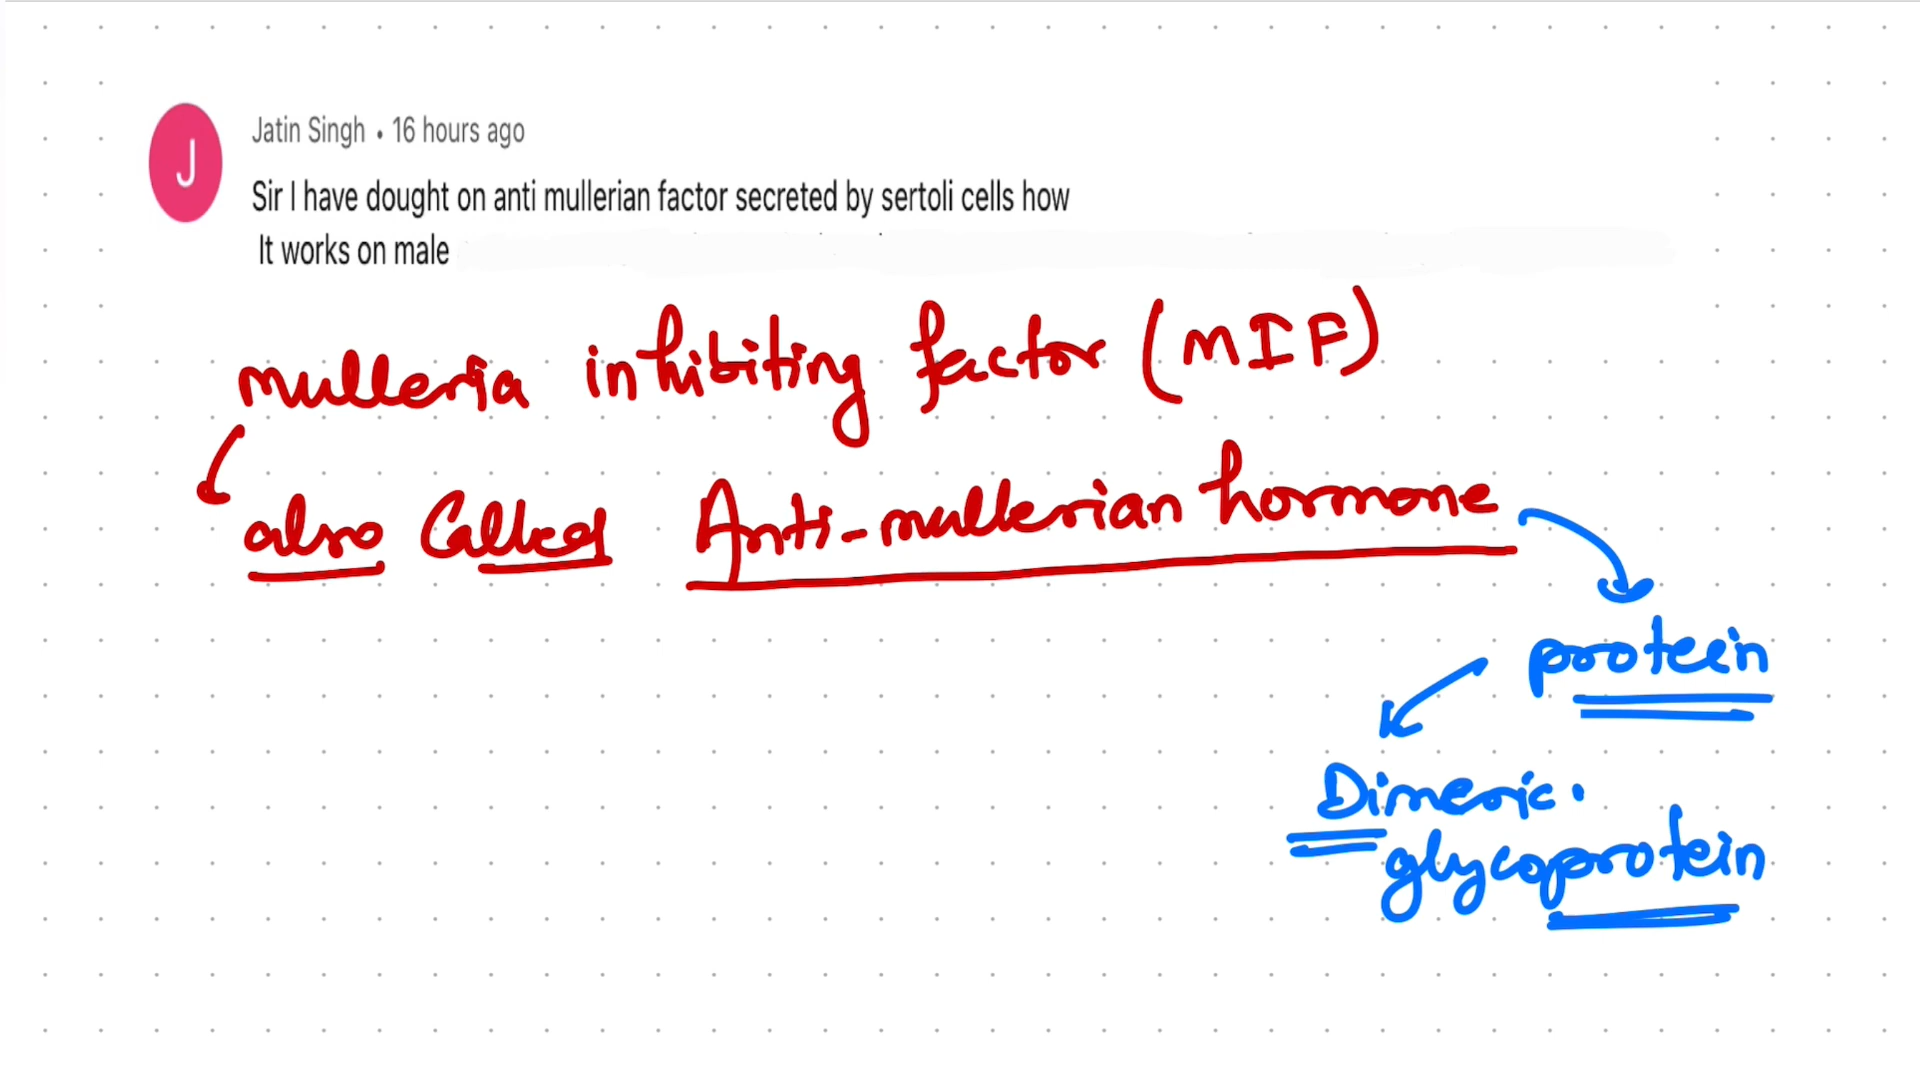 J
Jatin Singh • 16 hours ago
Sir I have dought on anti mullerian factor secreted by sertoli cells how
It works on male
mulleria inhibiting factor (MIF)
also called Anti-mullerian hormone
protein
Dimeric.
glycoprotein